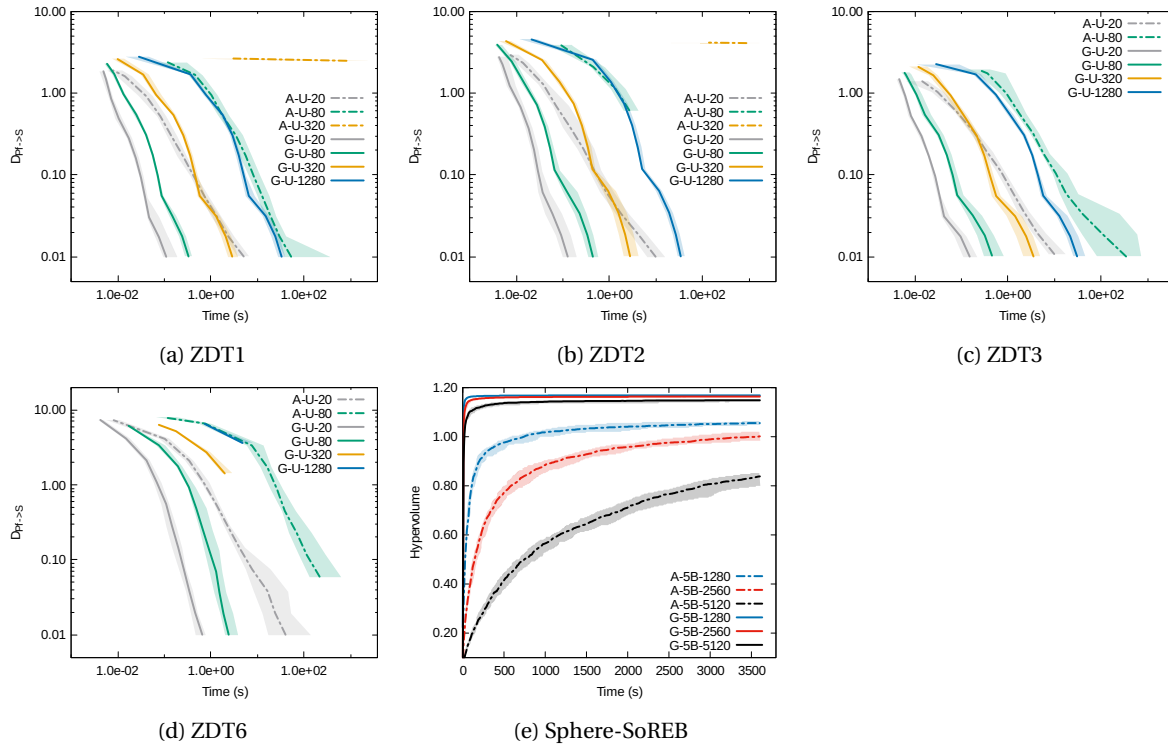 10.00
1.00
0.10
0.01
D_Pf->S
1.0e-02 1.0e+00 1.0e+02
Time (s)
A-U-20
A-U-80
A-U-320
G-U-20
G-U-80
G-U-320
G-U-1280
(a) ZDT1
10.00
1.00
0.10
0.01
D_Pf->S
1.0e-02 1.0e+00 1.0e+02
Time (s)
A-U-20
A-U-80
A-U-320
G-U-20
G-U-80
G-U-320
G-U-1280
(b) ZDT2
10.00
1.00
0.10
0.01
D_Pf->S
1.0e-02 1.0e+00 1.0e+02
Time (s)
A-U-20
A-U-80
G-U-20
G-U-80
G-U-320
G-U-1280
(c) ZDT3
10.00
1.00
0.10
0.01
D_Pf->S
1.0e-02 1.0e+00 1.0e+02
Time (s)
A-U-20
A-U-80
G-U-20
G-U-80
G-U-320
G-U-1280
(d) ZDT6
1.20
1.00
0.80
0.60
0.40
0.20
Hypervolume
0 500 1000 1500 2000 2500 3000 3500
Time (s)
A-5B-1280
A-5B-2560
A-5B-5120
G-5B-1280
G-5B-2560
G-5B-5120
(e) Sphere-SoREB